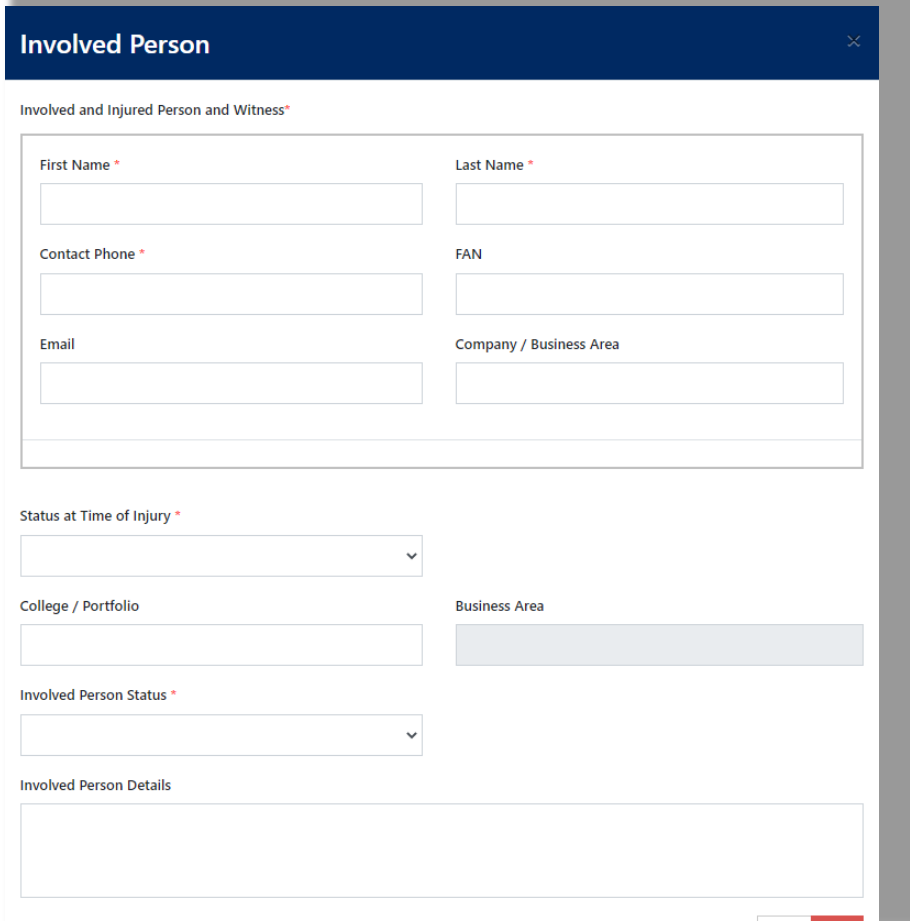 Involved Person
Involved and Injured Person and Witness*
First Name *
Last Name *
Contact Phone *
FAN
Email
Company / Business Area
Status at Time of Injury *
College / Portfolio
Business Area
Involved Person Status *
Involved Person Details